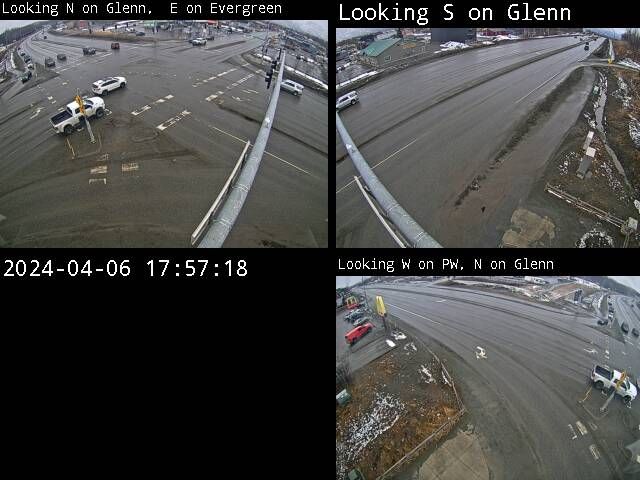 Looking N on Glenn,  E on Evergreen
Looking S on Glenn
2024-04-06 17:57:18
Looking W on PW, N on Glenn